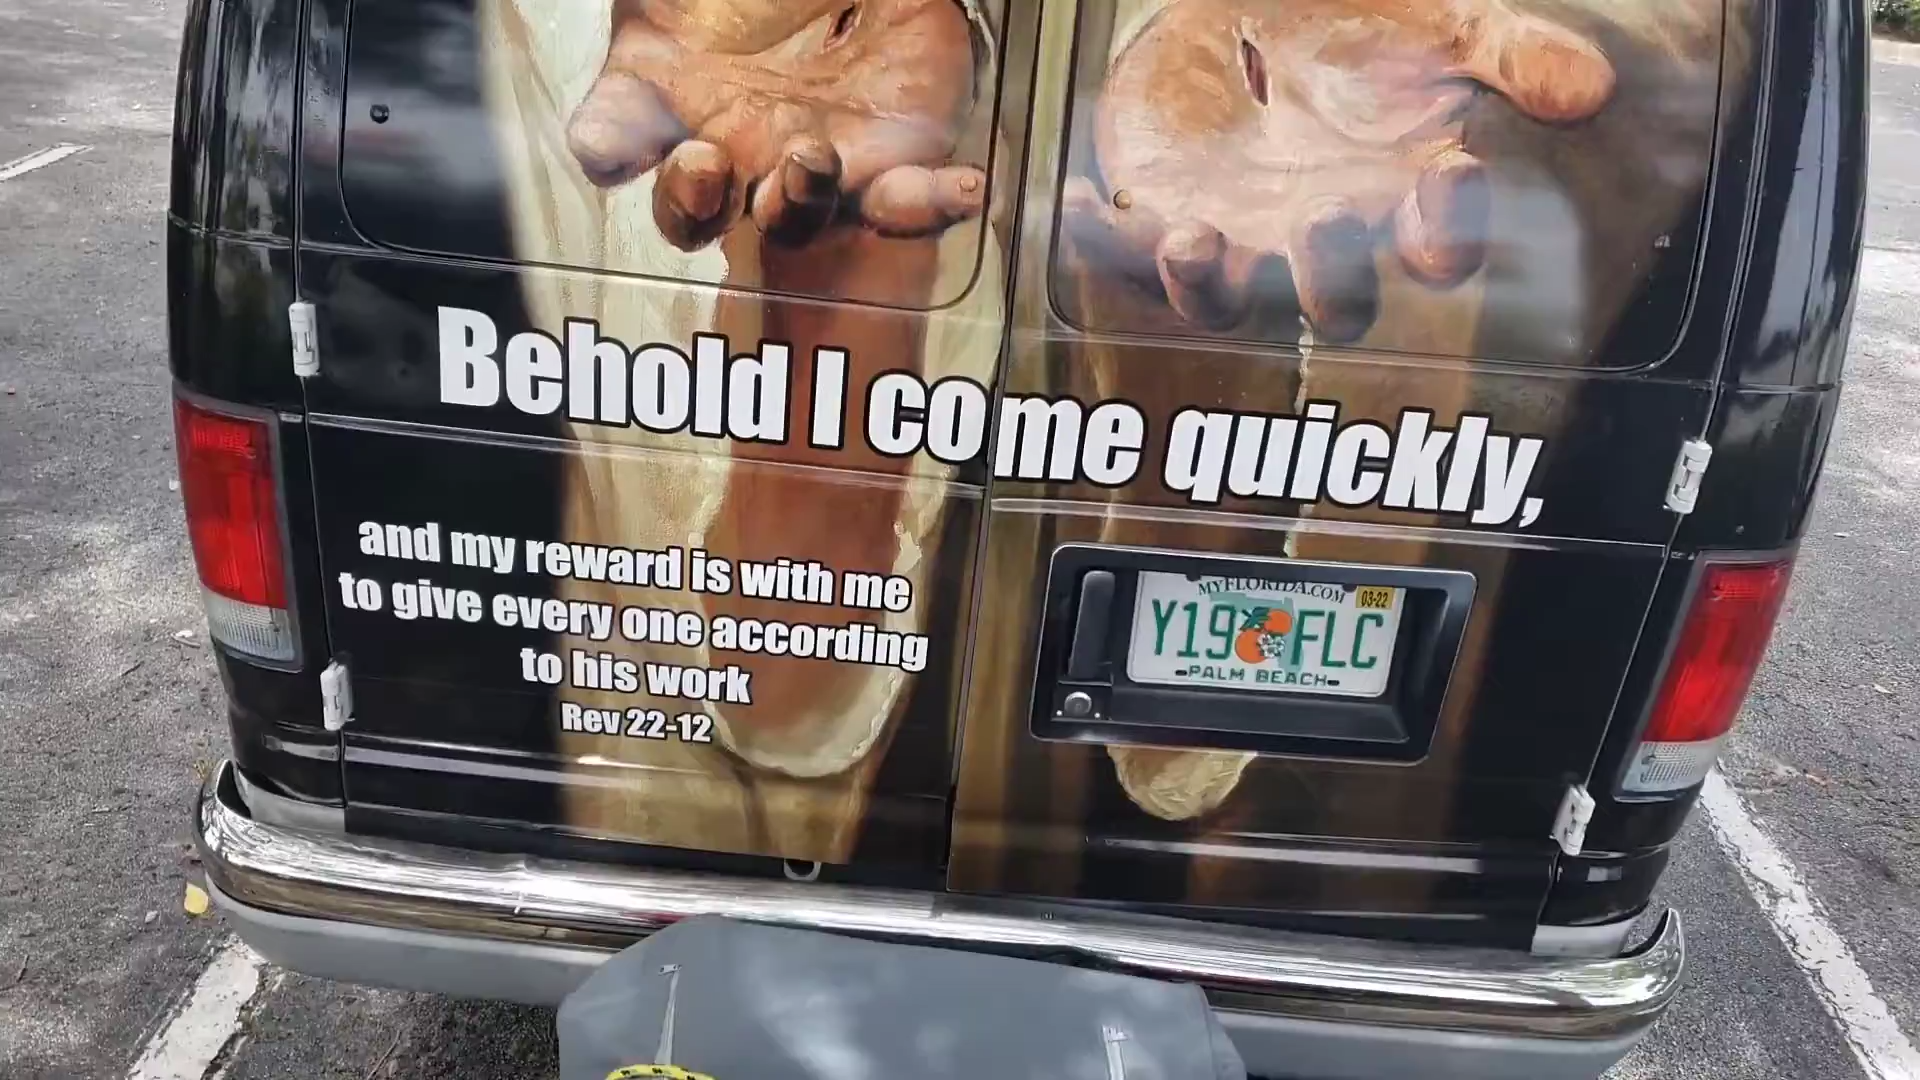 Behold I come quickly,
and my reward is with me
to give every one according
to his work
Rev 22-12
MYFLORIDA.COM
03-22
Y19 FLC
PALM BEACH